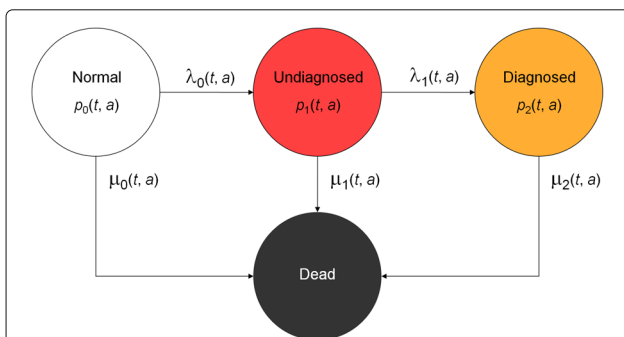 Normal
p₀(t, a)
λ₀(t, a)
Undiagnosed
p₁(t, a)
λ₁(t, a)
Diagnosed
p₂(t, a)
μ₀(t, a)
μ₁(t, a)
μ₂(t, a)
Dead